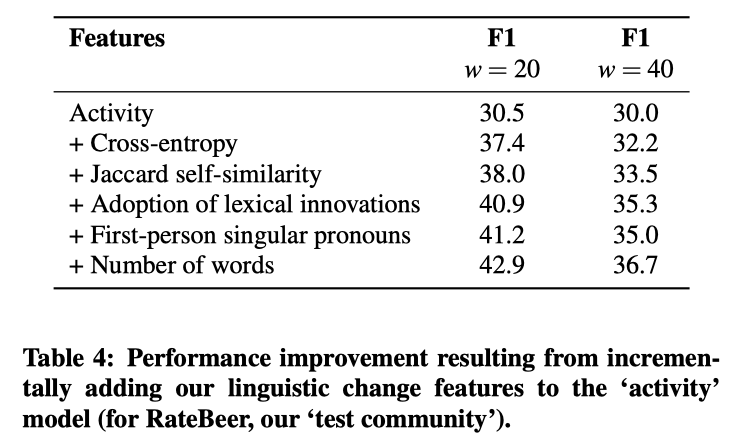 Features F1 F1
w = 20 w = 40
Activity 30.5 30.0
+ Cross-entropy 37.4 32.2
+ Jaccard self-similarity 38.0 33.5
+ Adoption of lexical innovations 40.9 35.3
+ First-person singular pronouns 41.2 35.0
+ Number of words 42.9 36.7
Table 4: Performance improvement resulting from incremen-
tally adding our linguistic change features to the ‘activity’
model (for RateBeer, our ‘test community’).